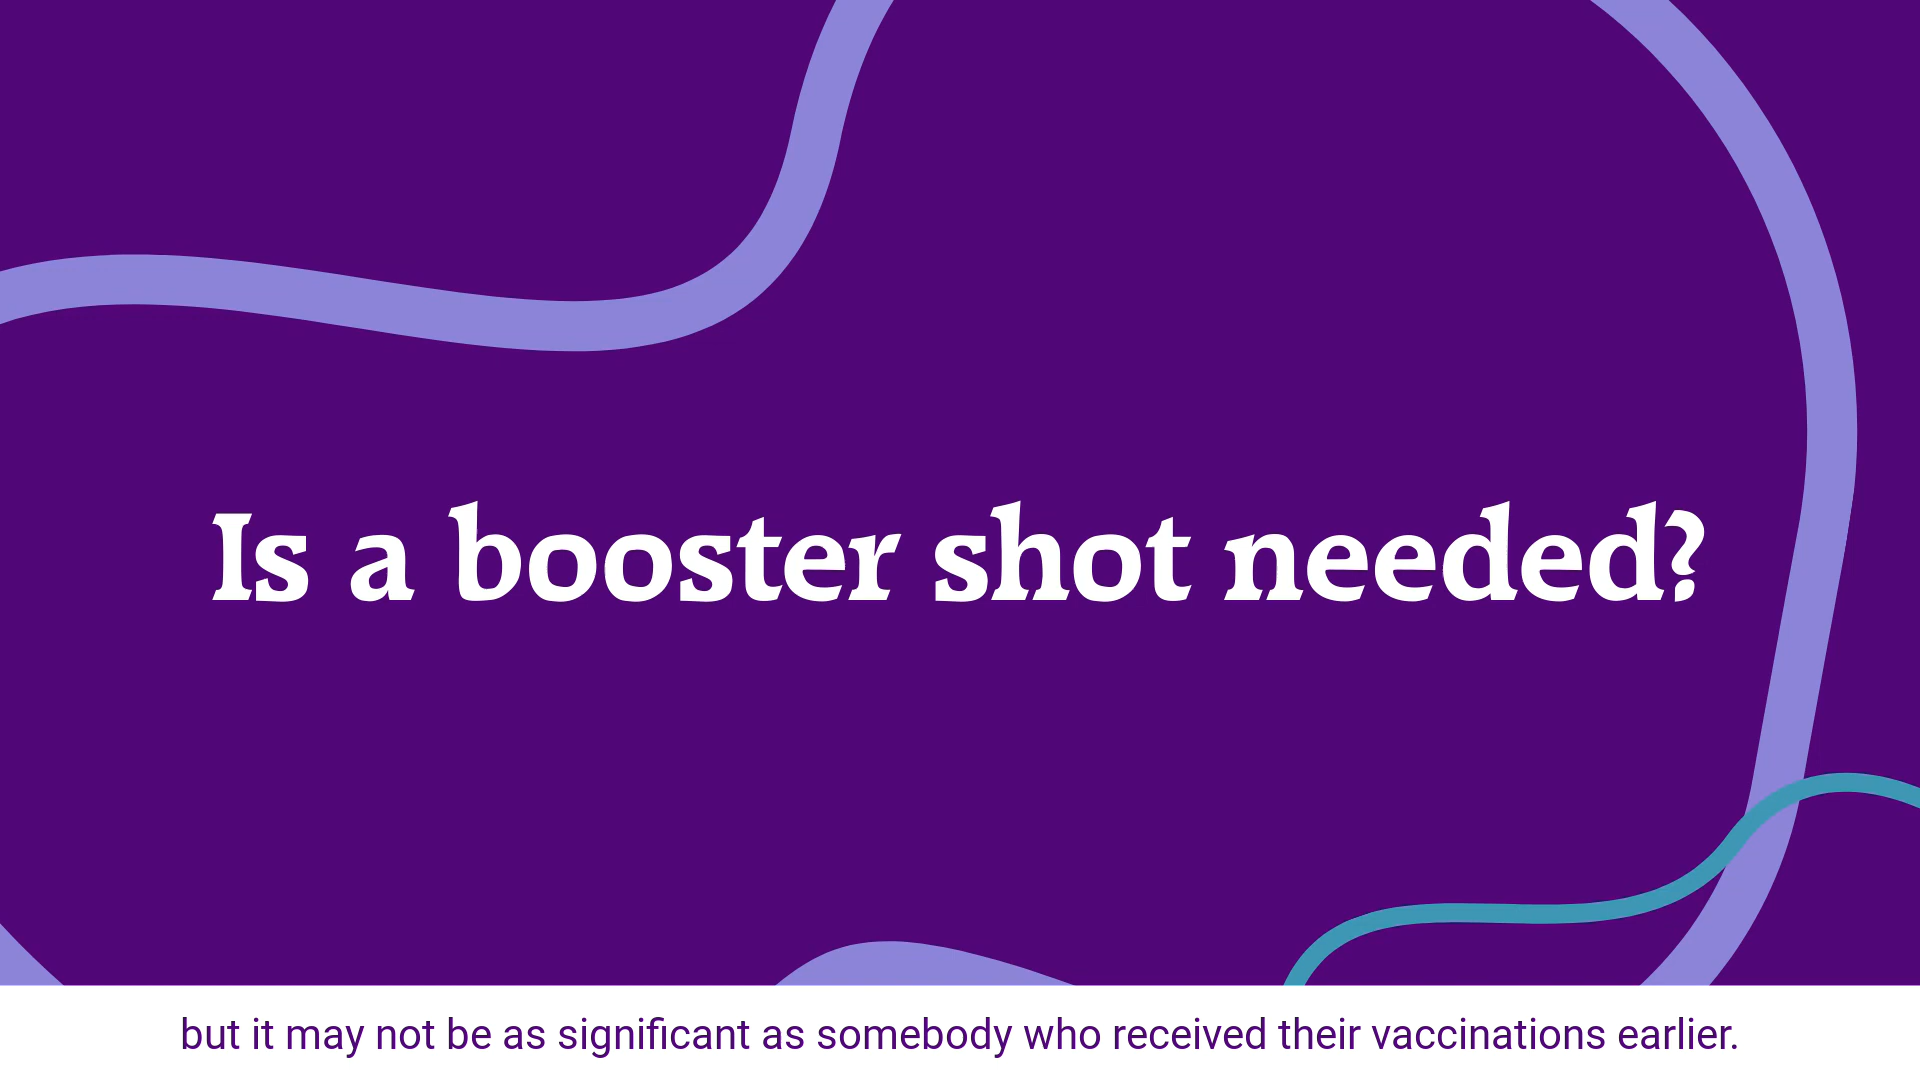 Is a booster shot needed?
but it may not be as significant as somebody who received their vaccinations earlier.